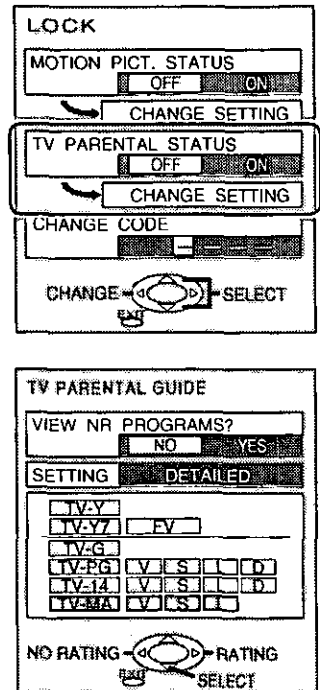 LOCK
MOTION PICT. STATUS
OFF ON
CHANGE SETTING
TV PARENTAL STATUS
OFF ON
CHANGE SETTING
CHANGE CODE
CHANGE SELECT
EXIT
TV PARENTAL GUIDE
VIEW NR PROGRAMS?
NO YES
SETTING DETAILED
TV-Y
TV-Y7 FV
TV-G
TV-PG V S L D
TV-14 V S L D
TV-MA V S L
NO RATING RATING
EXIT SELECT